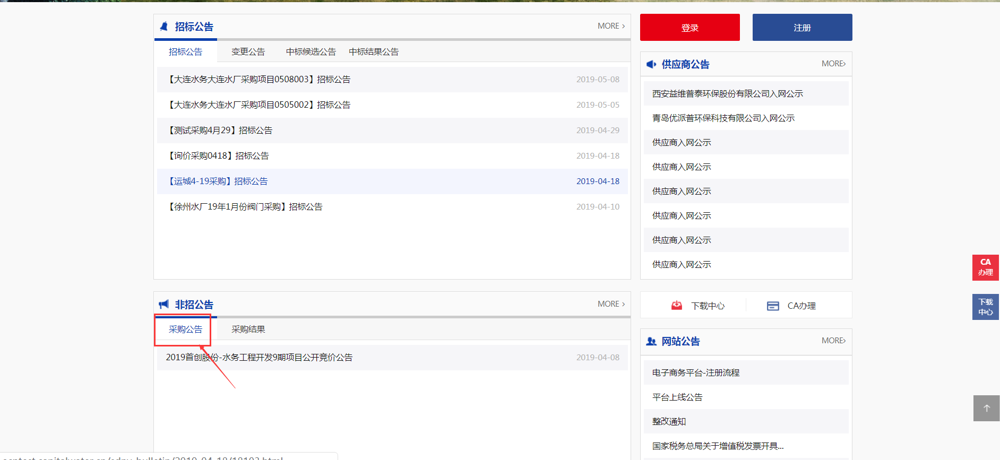 招标公告
MORE ›
招标公告 变更公告 中标候选公告 中标结果公告
【大连水务大连水厂采购项目0508003】招标公告 2019-05-08
【大连水务大连水厂采购项目0505002】招标公告 2019-05-05
【测试采购4月29】招标公告 2019-04-29
【询价采购0418】招标公告 2019-04-18
【运城4-19采购】招标公告 2019-04-18
【徐州水厂19年1月份阀门采购】招标公告 2019-04-10
非招公告
MORE ›
采购公告 采购结果
2019首创股份-水务工程开发9期项目公开竞价公告 2019-04-08
登录
注册
供应商公告
MORE›
西安益维普泰环保股份有限公司入网公示
青岛优派普环保科技有限公司入网公示
供应商入网公示
供应商入网公示
供应商入网公示
供应商入网公示
供应商入网公示
供应商入网公示
下载中心
CA办理
网站公告
MORE›
电子商务平台-注册流程
平台上线公告
整改通知
国家税务总局关于增值税发票开具...
CA
办理
下载
中心